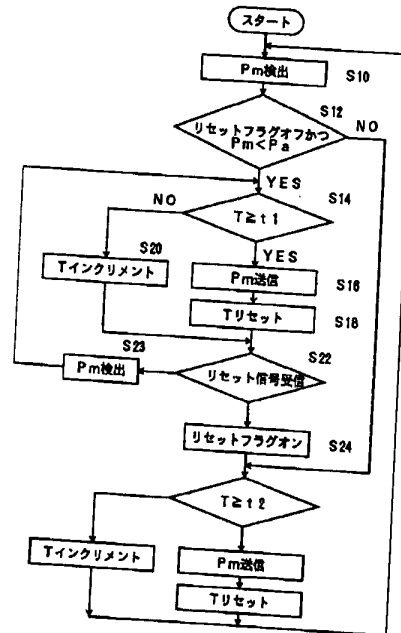 スタート
Pm検出
S10
S12
リセットフラグオフかつ
Pm<Pa
NO
YES
S14
NO
T≧t1
S20
YES
Tインクリメント
Pm送信
S16
Tリセット
S18
S23
S22
Pm検出
リセット信号受信
リセットフラグオン
S24
T≧t2
Tインクリメント
Pm送信
Tリセット